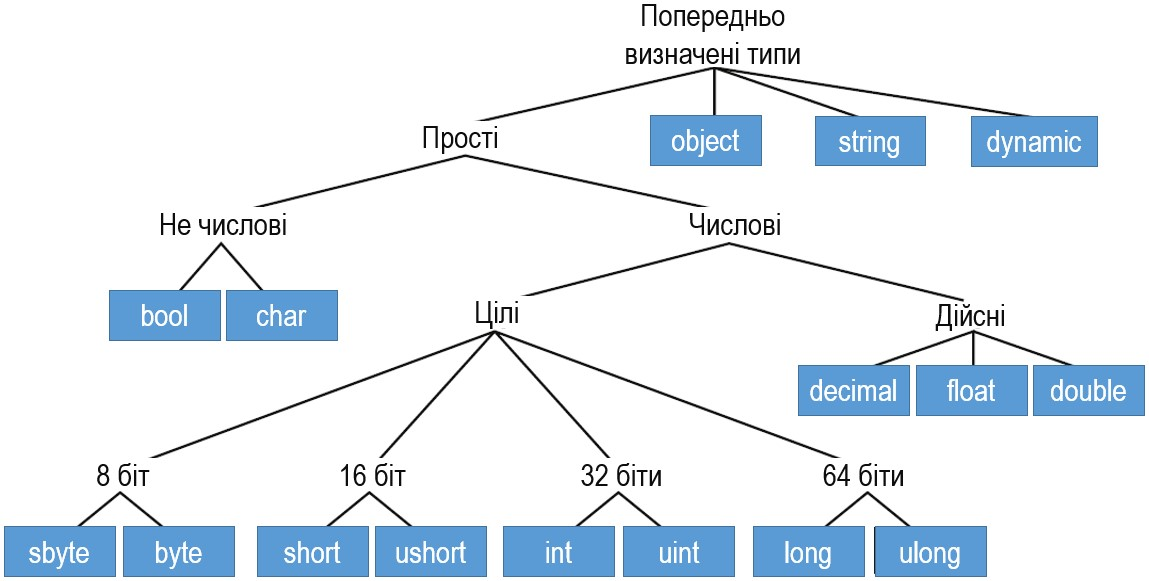 Попередньо
визначені типи
Прості
object
string
dynamic
Не числові
Числові
bool
char
Цілі
Дійсні
decimal
float
double
8 біт
16 біт
32 біти
64 біти
sbyte
byte
short
ushort
int
uint
long
ulong